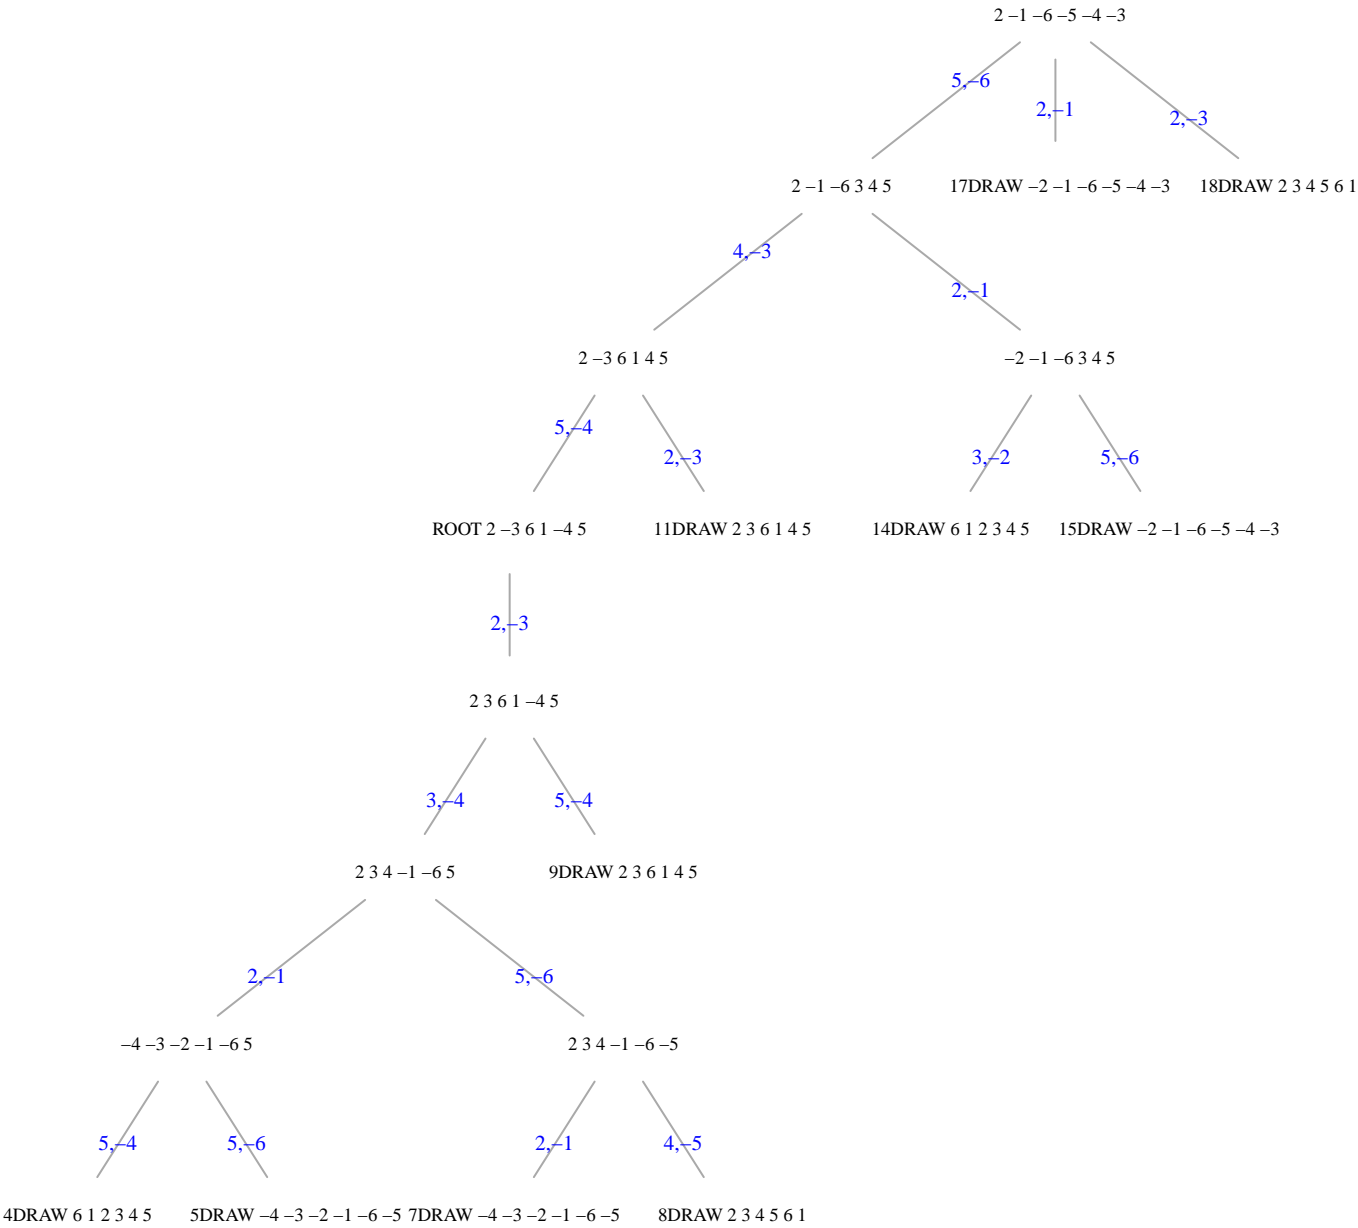 2 –1 –6 –5 –4 –3
5,–6
2,–1
2,–3
2 –1 –6 3 4 5
17DRAW –2 –1 –6 –5 –4 –3
18DRAW 2 3 4 5 6 1
4,–3
2,–1
2 –3 6 1 4 5
–2 –1 –6 3 4 5
5,–4
2,–3
3,–2
5,–6
ROOT 2 –3 6 1 –4 5
11DRAW 2 3 6 1 4 5
14DRAW 6 1 2 3 4 5
15DRAW –2 –1 –6 –5 –4 –3
2,–3
2 3 6 1 –4 5
3,–4
5,–4
2 3 4 –1 –6 5
9DRAW 2 3 6 1 4 5
2,–1
5,–6
–4 –3 –2 –1 –6 5
2 3 4 –1 –6 –5
5,–4
5,–6
2,–1
4,–5
4DRAW 6 1 2 3 4 5
5DRAW –4 –3 –2 –1 –6 –5
7DRAW –4 –3 –2 –1 –6 –5
8DRAW 2 3 4 5 6 1